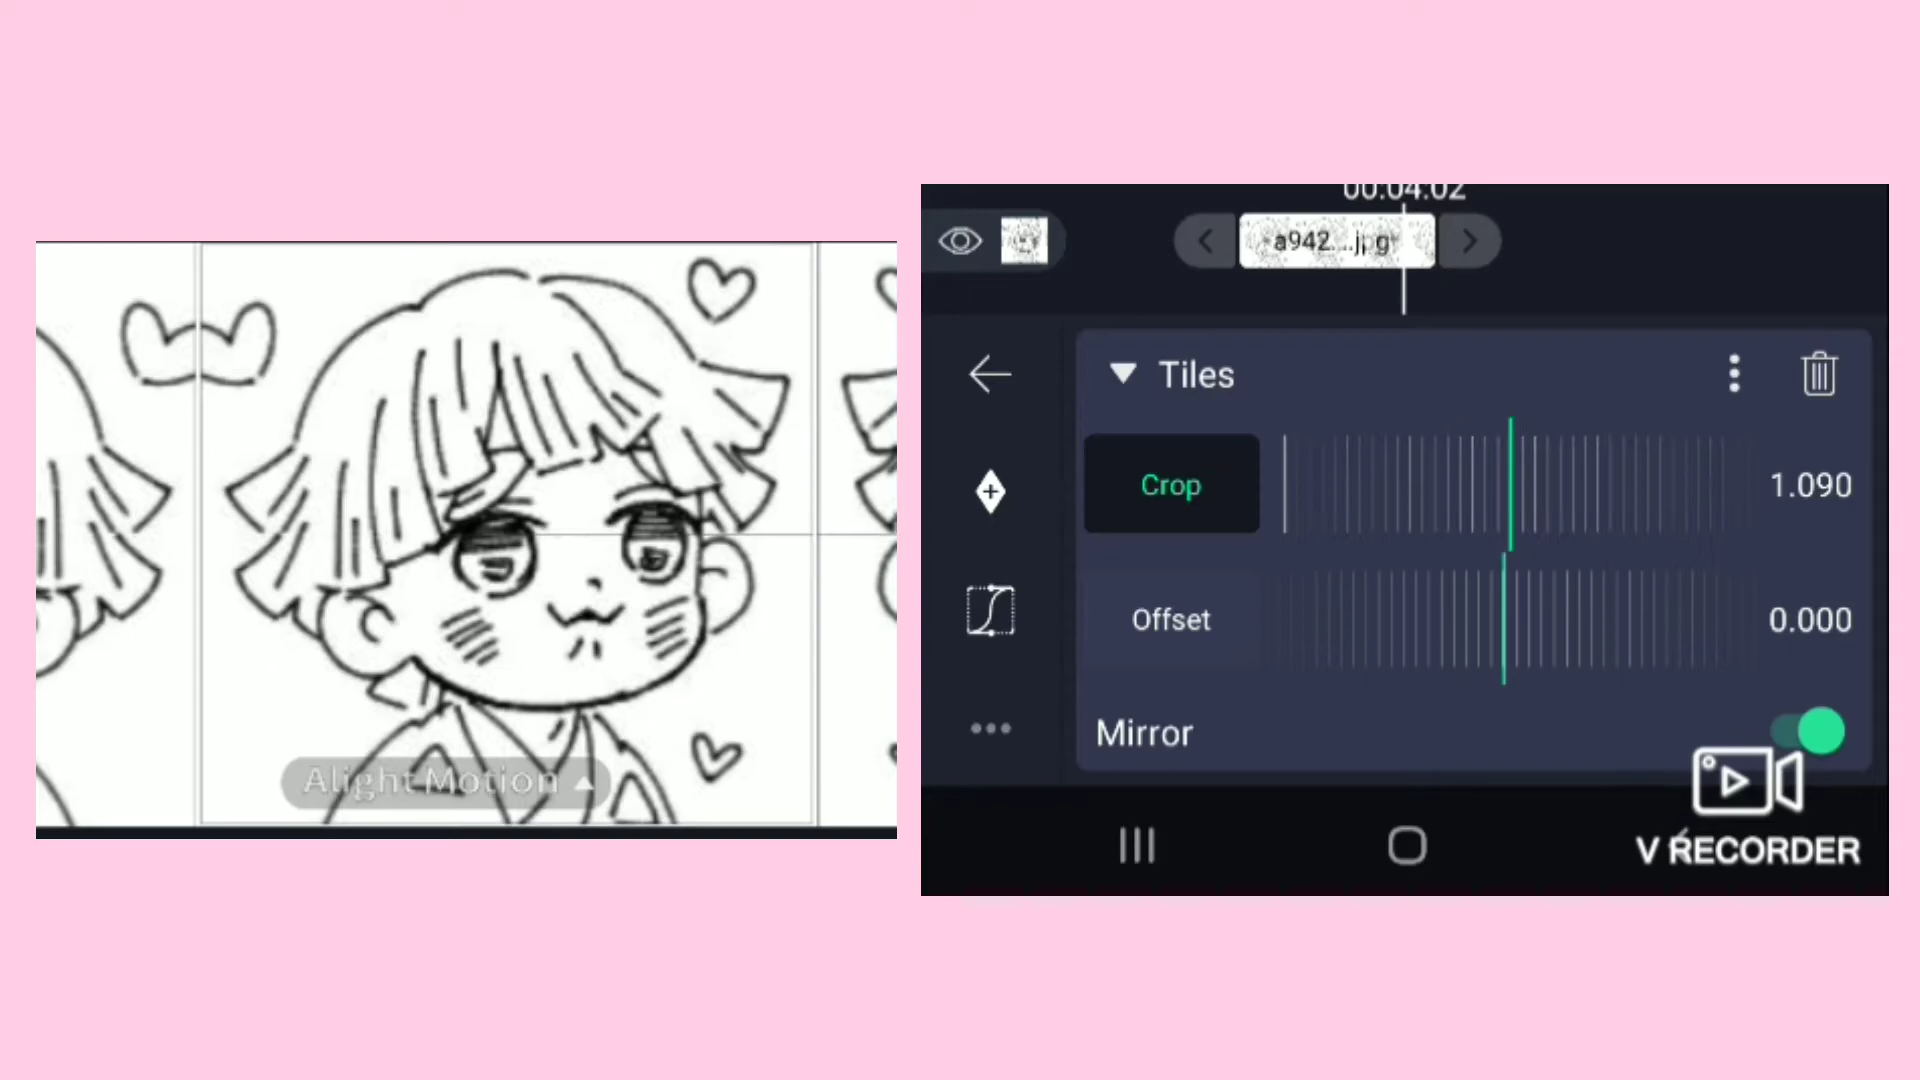 Alight Motion
00:04:02
a942...jpg
Tiles
Crop
1.090
Offset
0.000
Mirror
V RECORDER